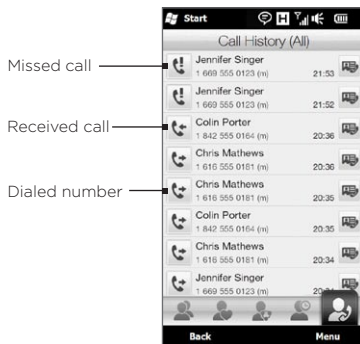 Start
Call History (All)
Missed call
Jennifer Singer
1 669 555 0123 (m) 21:53
Jennifer Singer
1 669 555 0123 (m) 21:52
Received call
Colin Porter
1 842 555 0164 (m) 20:36
Chris Mathews
1 616 555 0181 (m) 20:36
Dialed number
Chris Mathews
1 616 555 0181 (m) 20:35
Colin Porter
1 842 555 0164 (m) 20:35
Chris Mathews
1 616 555 0181 (m) 20:34
Jennifer Singer
1 669 555 0123 (m) 20:34
Back Menu